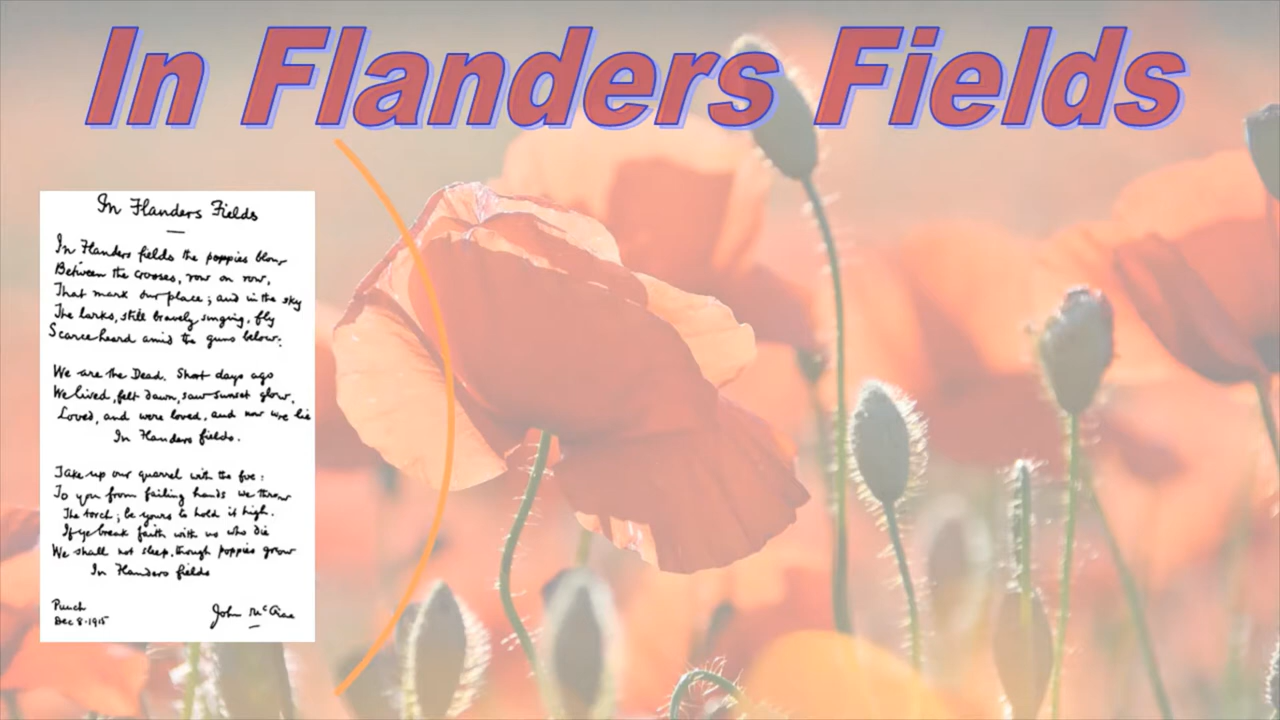 In Flanders Fields
In Flanders Fields
In Flanders fields the poppies blow
Between the crosses, row on row,
That mark our place; and in the sky
The larks, still bravely singing, fly
Scarce heard amid the guns below.
We are the Dead. Short days ago
We lived, felt dawn, saw sunset glow,
Loved, and were loved, and now we lie
In Flanders fields.
Take up our quarrel with the foe:
To you from failing hands we throw
The torch; be yours to hold it high.
If ye break faith with us who die
We shall not sleep, though poppies grow
In Flanders fields
Punch
Dec 8·1915
John McCrae